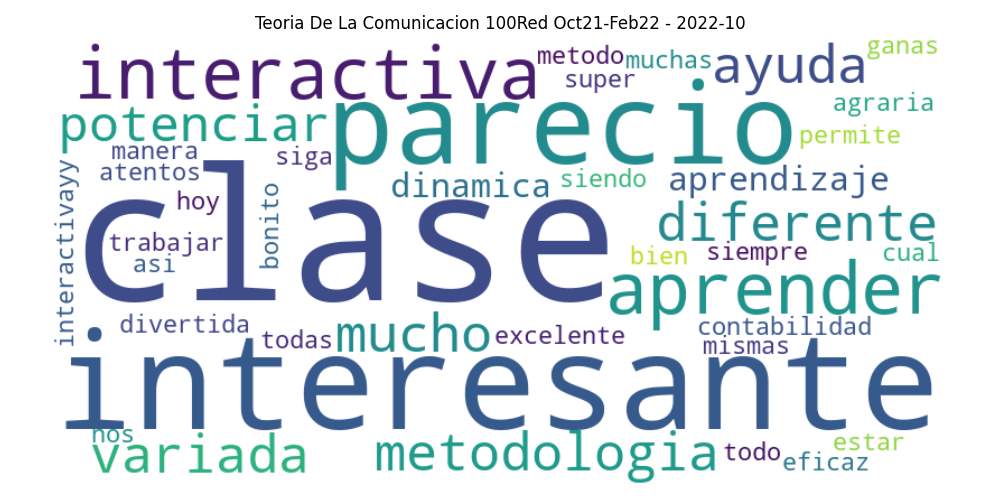 Teoria De La Comunicacion 100Red Oct21-Feb22 - 2022-10
interactiva
metodo
muchas
super
ayuda
ganas
potenciar
parecio
agraria
permite
manera
siga
atentos
dinamica
siendo
aprendizaje
interactivayy
hoy
bonito
clase
diferente
trabajar
asi
bien
siempre
cual
aprender
divertida
todas
mucho
excelente
contabilidad
mismas
interesante
nos
variada
metodologia
todo
estar
eficaz